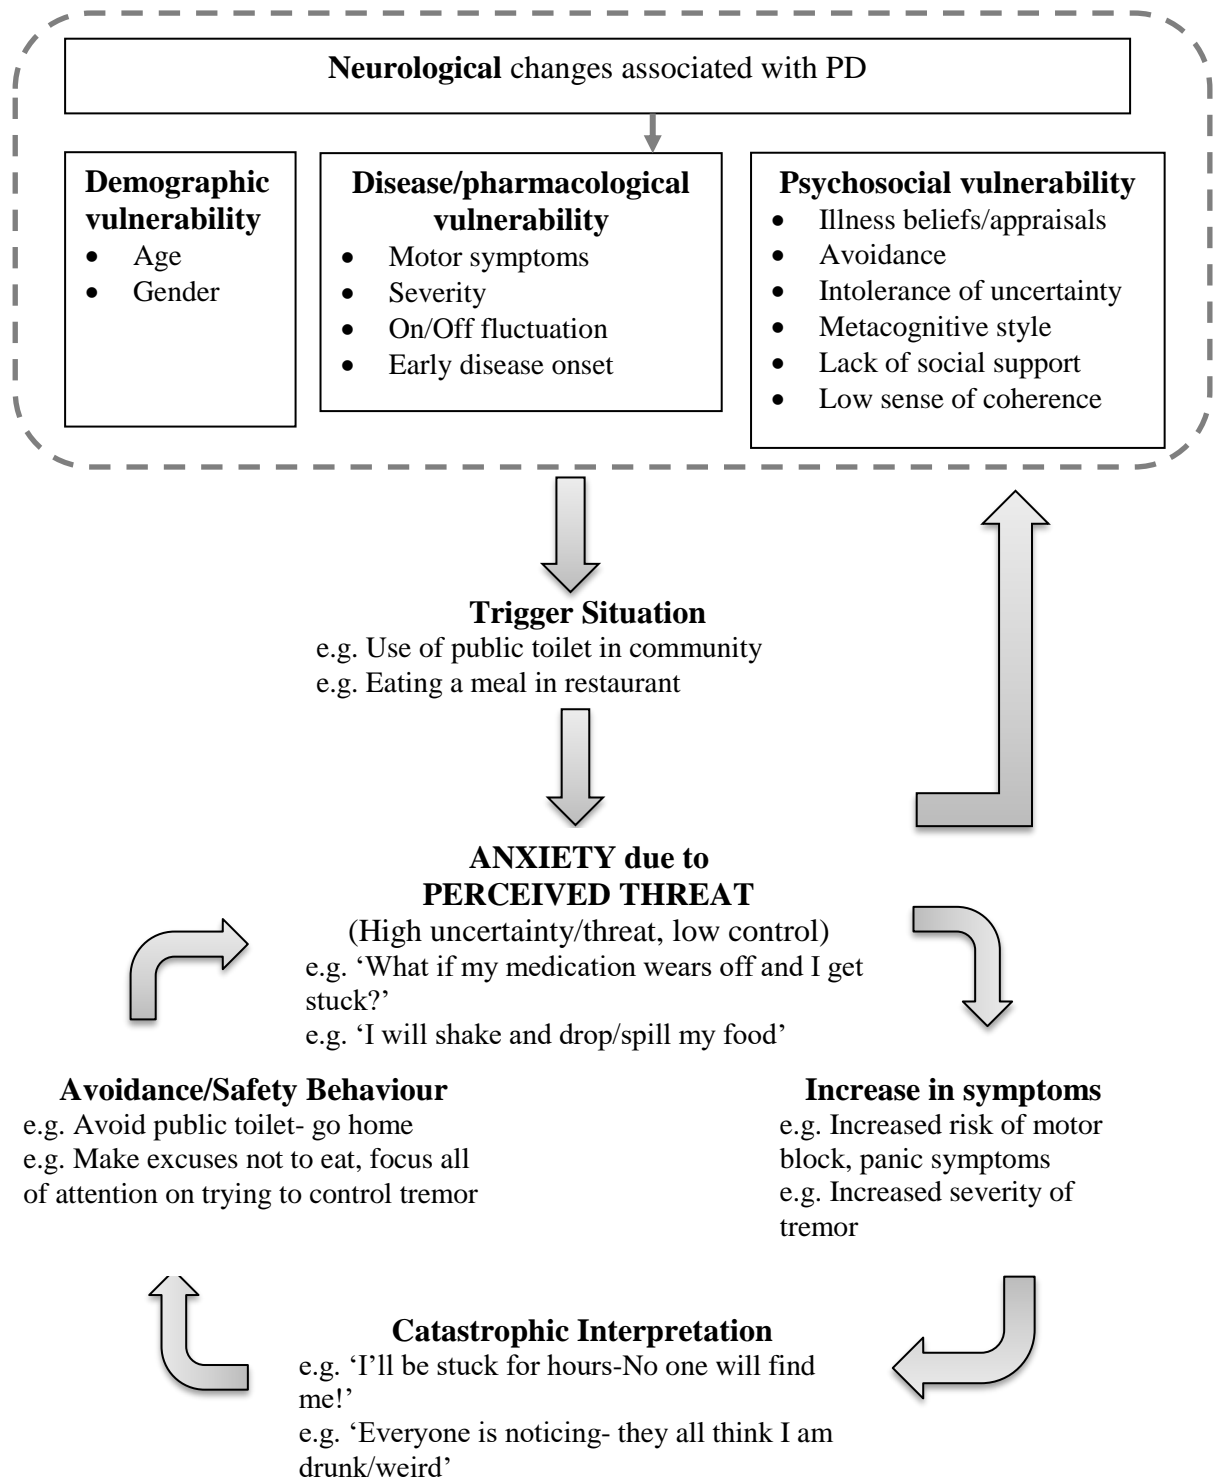 Neurological changes associated with PD
Demographic
vulnerability
• Age
• Gender
Disease/pharmacological
vulnerability
• Motor symptoms
• Severity
• On/Off fluctuation
• Early disease onset
Psychosocial vulnerability
• Illness beliefs/appraisals
• Avoidance
• Intolerance of uncertainty
• Metacognitive style
• Lack of social support
• Low sense of coherence
Trigger Situation
e.g. Use of public toilet in community
e.g. Eating a meal in restaurant
ANXIETY due to
PERCEIVED THREAT
(High uncertainty/threat, low control)
e.g. ‘What if my medication wears off and I get
stuck?’
e.g. ‘I will shake and drop/spill my food’
Avoidance/Safety Behaviour
e.g. Avoid public toilet- go home
e.g. Make excuses not to eat, focus all
of attention on trying to control tremor
Increase in symptoms
e.g. Increased risk of motor
block, panic symptoms
e.g. Increased severity of
tremor
Catastrophic Interpretation
e.g. ‘I’ll be stuck for hours-No one will find
me!’
e.g. ‘Everyone is noticing- they all think I am
drunk/weird’